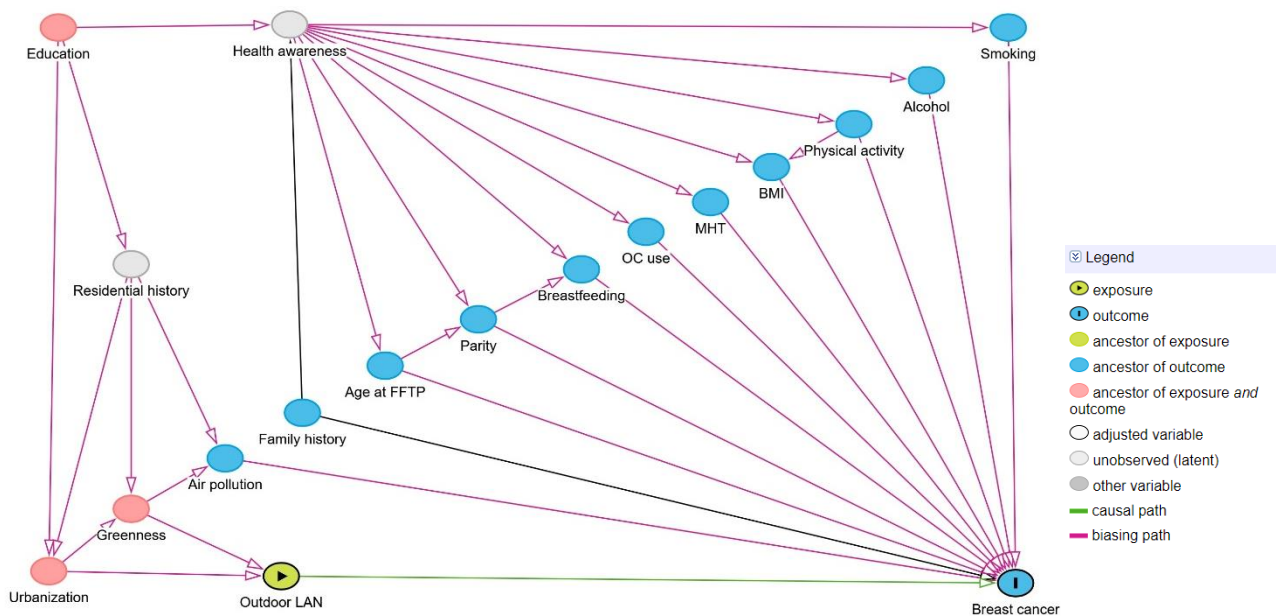 Education
Health awareness
Smoking
Alcohol
Physical activity
BMI
MHT
OC use
Residential history
Breastfeeding
Parity
Age at FFTP
Family history
Air pollution
Greenness
Urbanization
Outdoor LAN
Breast cancer
Legend
exposure
outcome
ancestor of exposure
ancestor of outcome
ancestor of exposure and
outcome
adjusted variable
unobserved (latent)
other variable
causal path
biasing path